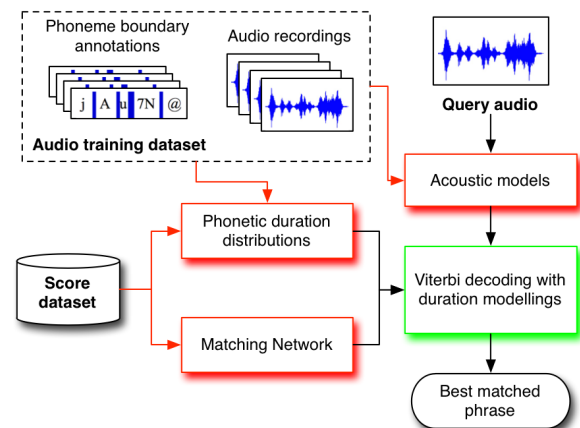 Phoneme boundary
annotations
Audio recordings
j A u 7N @
Audio training dataset
Query audio
Acoustic models
Phonetic duration
distributions
Score
dataset
Viterbi decoding with
duration modellings
Matching Network
Best matched
phrase